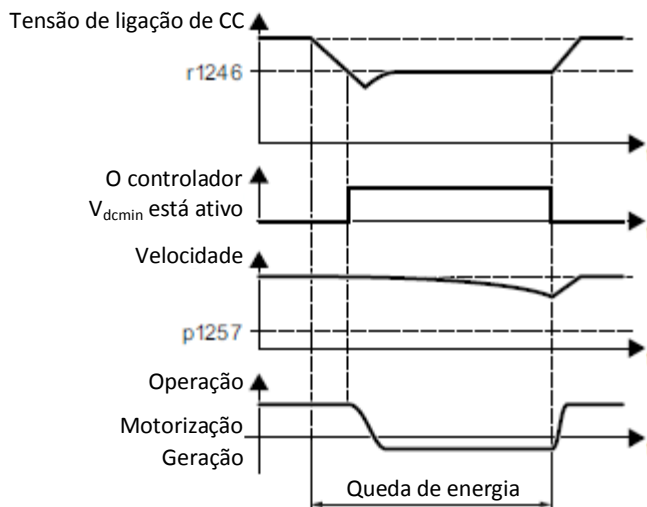 Tensão de ligação de CC
r1246
O controlador
Vdcmin está ativo
Velocidade
p1257
Operação
Motorização
Geração
Queda de energia